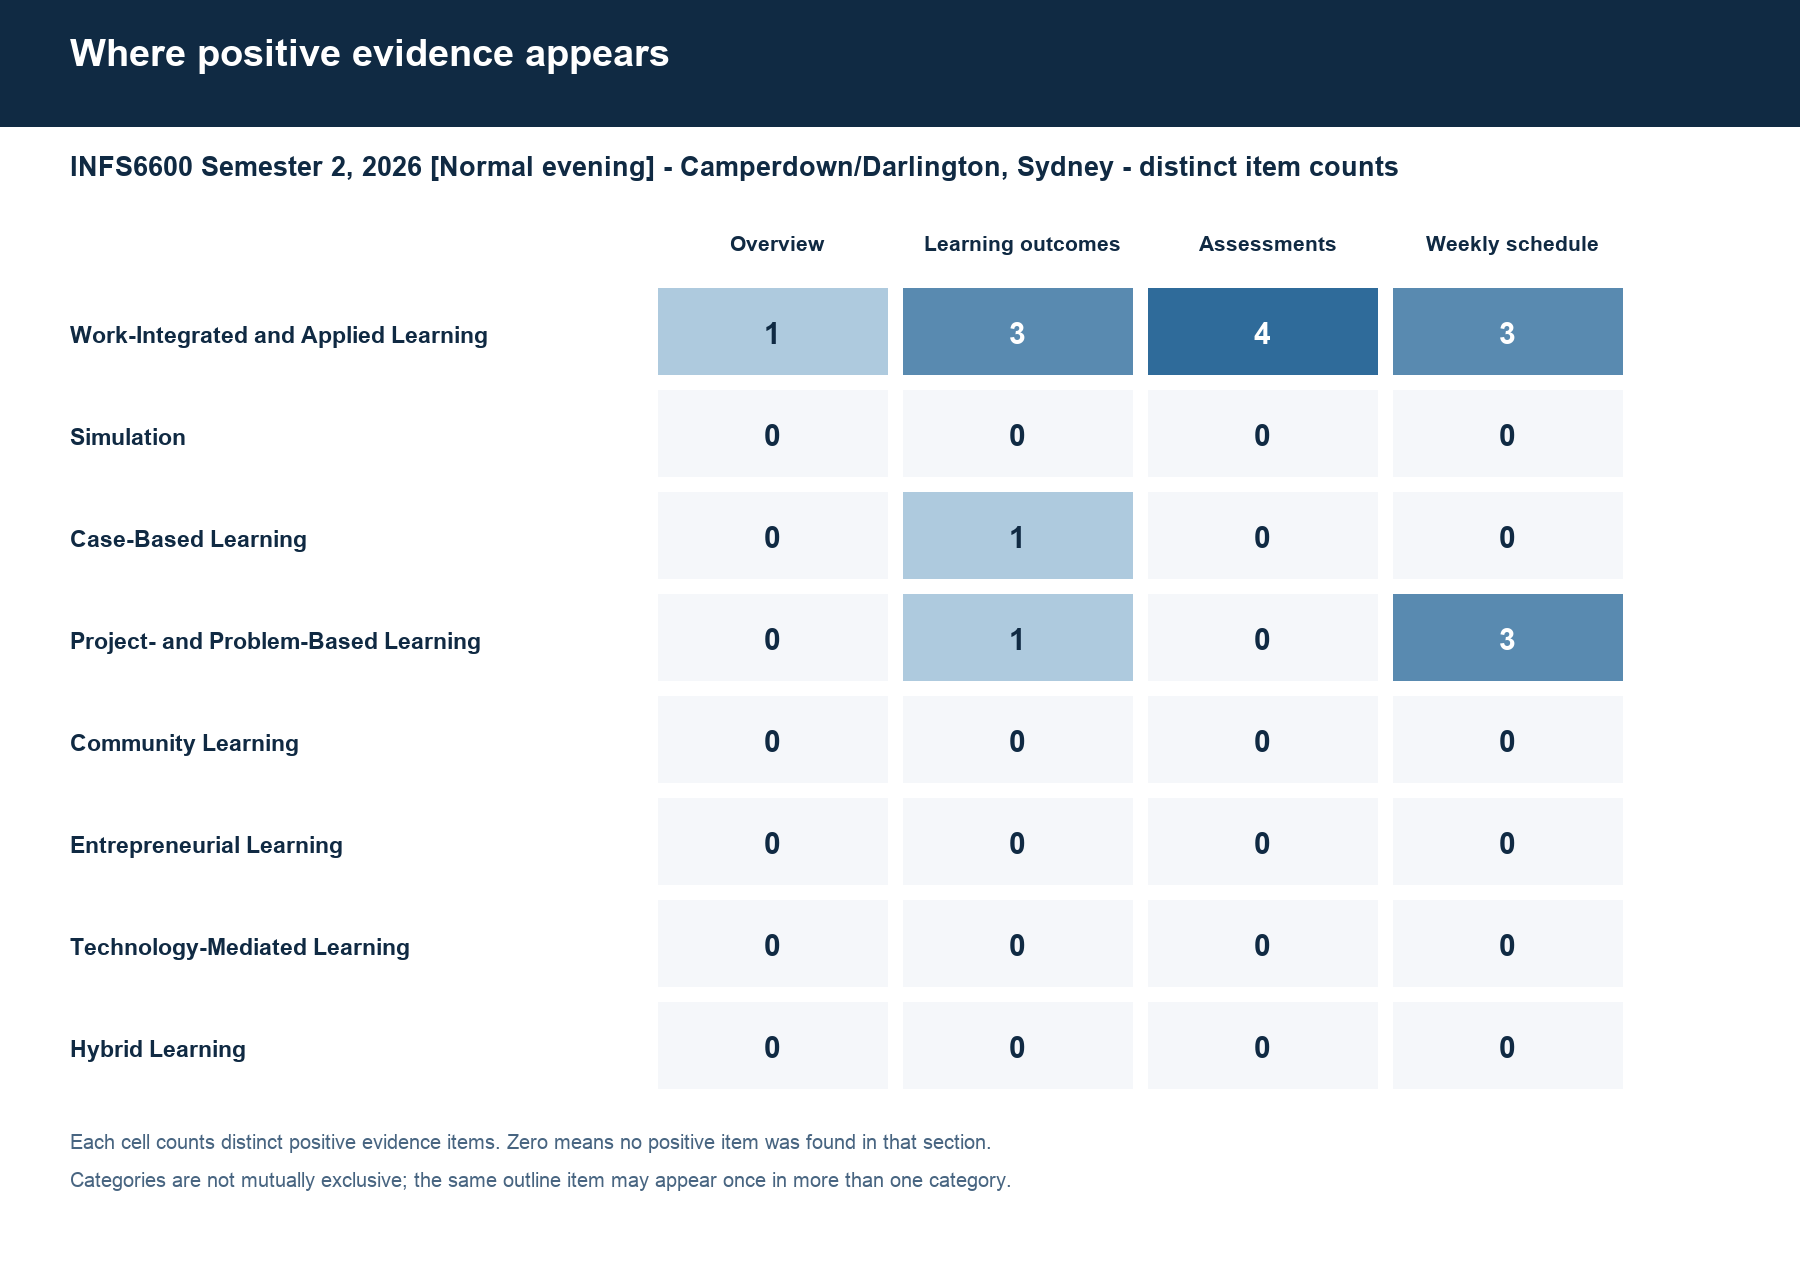 Where positive evidence appears
INFS6600 Semester 2, 2026 [Normal evening] - Camperdown/Darlington, Sydney - distinct item counts
Overview Learning outcomes Assessments Weekly schedule
Work-Integrated and Applied Learning 1 3 4 3
Simulation 0 0 0 0
Case-Based Learning 0 1 0 0
Project- and Problem-Based Learning 0 1 0 3
Community Learning 0 0 0 0
Entrepreneurial Learning 0 0 0 0
Technology-Mediated Learning 0 0 0 0
Hybrid Learning 0 0 0 0
Each cell counts distinct positive evidence items. Zero means no positive item was found in that section.
Categories are not mutually exclusive; the same outline item may appear once in more than one category.